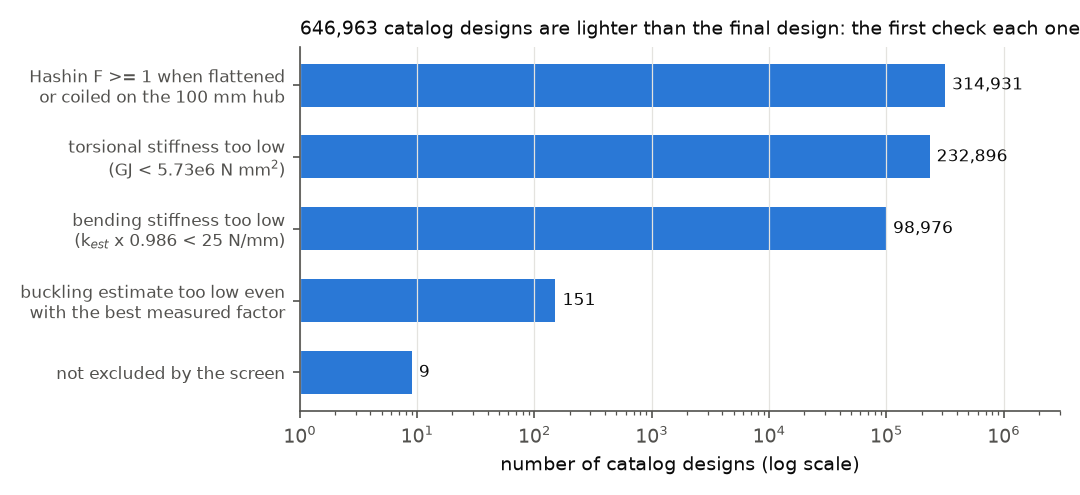 646,963 catalog designs are lighter than the final design: the first check each one
Hashin F >= 1 when flattened
or coiled on the 100 mm hub
314,931
torsional stiffness too low
(GJ < 5.73e6 N mm²)
232,896
bending stiffness too low
(kₑₛₜ x 0.986 < 25 N/mm)
98,976
buckling estimate too low even
with the best measured factor
151
not excluded by the screen
9
10⁰ 10¹ 10² 10³ 10⁴ 10⁵ 10⁶
number of catalog designs (log scale)